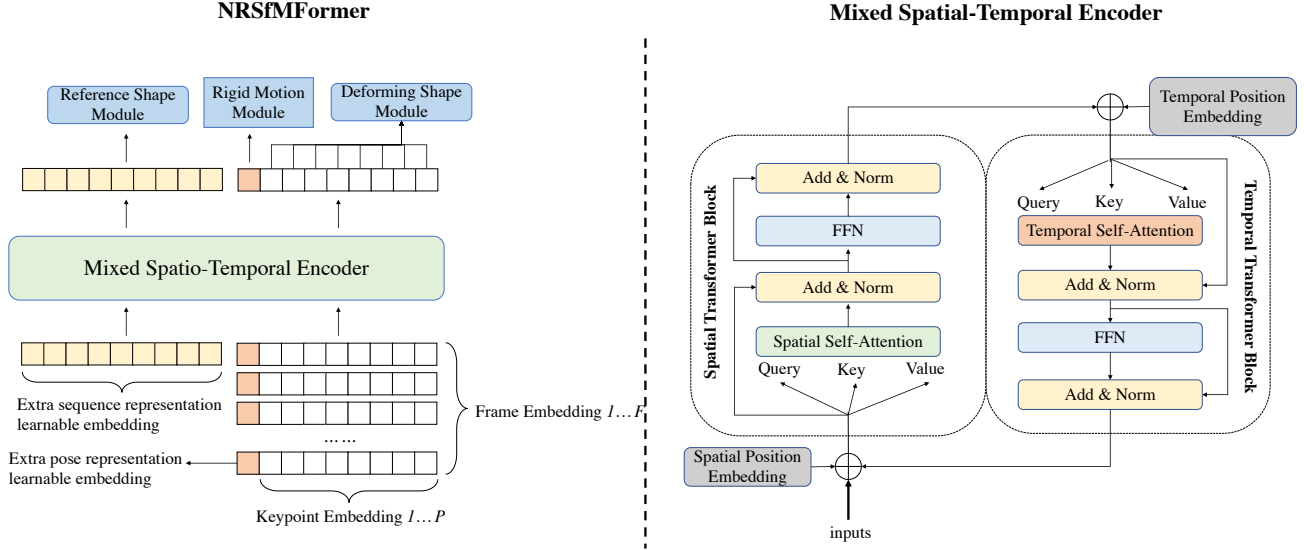 NRSfMFormer
Reference Shape
Module
Rigid Motion
Module
Deforming Shape
Module
Mixed Spatio-Temporal Encoder
Extra sequence representation
learnable embedding
Frame Embedding 1…F
……
Extra pose representation
learnable embedding
Keypoint Embedding 1…P
Mixed Spatial-Temporal Encoder
Temporal Position
Embedding
Spatial Transformer Block
Add & Norm
FFN
Add & Norm
Spatial Self-Attention
Query
Key
Value
Spatial Position
Embedding
inputs
Query
Key
Value
Temporal Self-Attention
Add & Norm
FFN
Add & Norm
Temporal Transformer Block